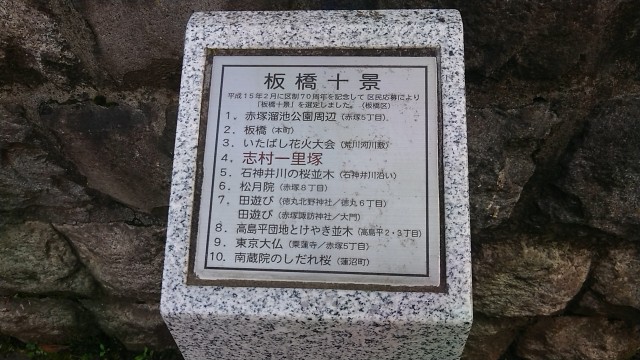 板橋十景
平成15年2月に区制70周年を記念して 区民応募により
「板橋十景」を選定しました。（板橋区）
1．赤塚溜池公園周辺（赤塚5丁目）
2．板橋（本町）
3．いたばし花火大会（荒川河川敷）
4．志村一里塚
5．石神井川の桜並木（石神井川沿い）
6．松月院（赤塚8丁目）
7．田遊び（徳丸北野神社／徳丸6丁目）
田遊び（赤塚諏訪神社／大門）
8．高島平団地とけやき並木（高島平2・3丁目）
9．東京大仏（乗蓮寺／赤塚5丁目）
10．南蔵院のしだれ桜（蓮沼町）